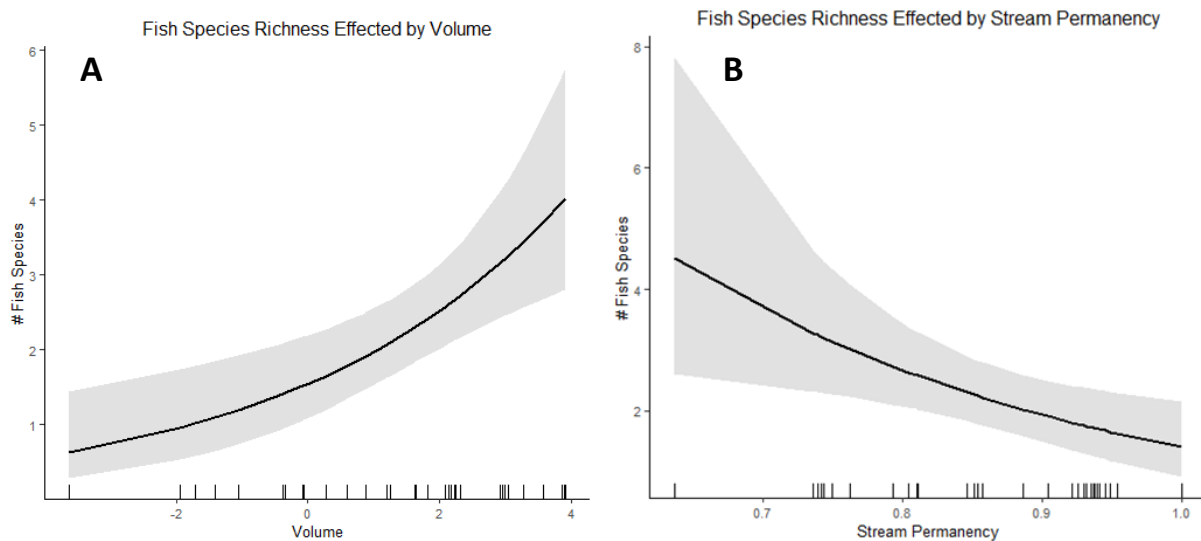 Fish Species Richness Effected by Volume
A
6
5
4
3
2
1
# Fish Species
-2
0
2
4
Volume
Fish Species Richness Effected by Stream Permanency
B
8
6
4
2
# Fish Species
0.7
0.8
0.9
1.0
Stream Permanency